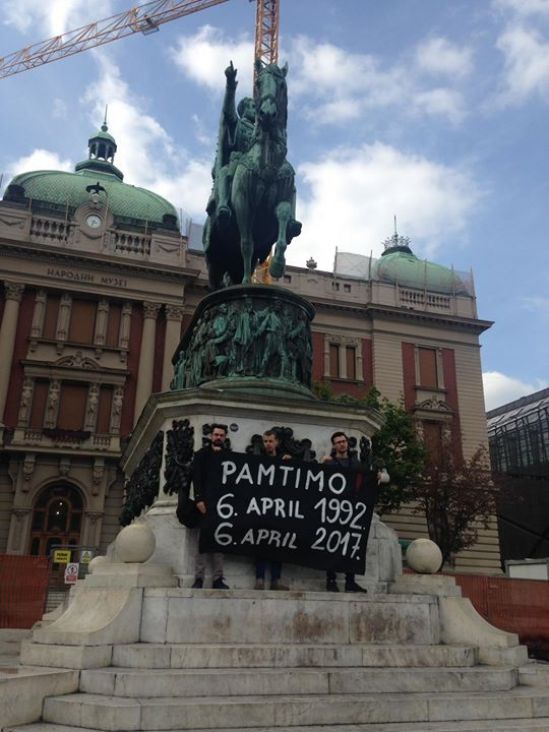 НАРОДНИ МУЗЕЈ
PAMTIMO
6. APRIL 1992.
6. APRIL 2017.